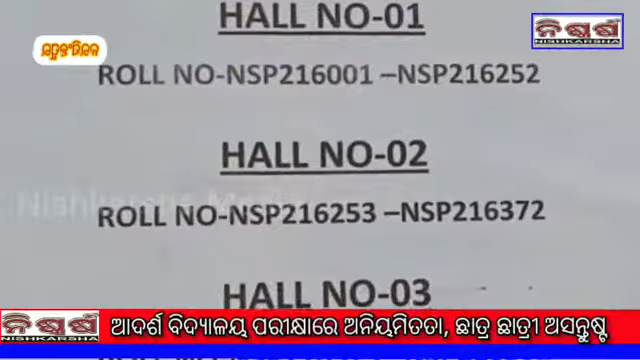 HALL NO-01
ନିଷ୍କର୍ଷ
NISHKARSHA
ROLL NO-NSP216001 –NSP216252
HALL NO-02
ROLL NO-NSP216253 –NSP216372
HALL NO-03
ନିଷ୍କର୍ଷ
NISHKARSHA
ଆଦର୍ଶ ବିଦ୍ୟାଳୟ ପରୀକ୍ଷାରେ ଅନିୟମିତତା, ଛାତ୍ର ଛାତ୍ରୀ ଅସନ୍ତୁଷ୍ଟ